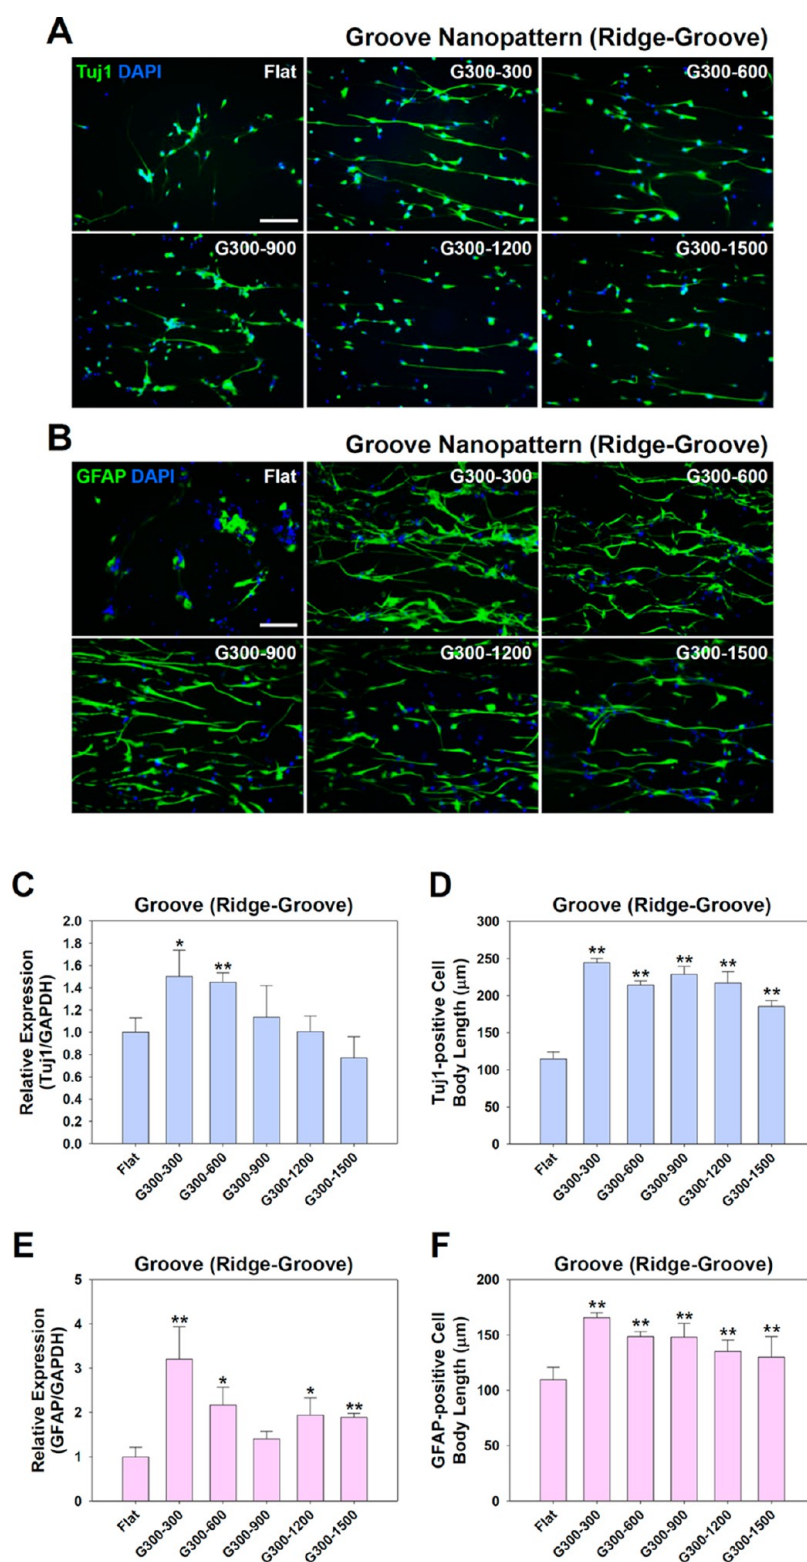 A
Groove Nanopattern (Ridge-Groove)
Tuj1 DAPI
Flat
G300-300
G300-600
G300-900
G300-1200
G300-1500
B
Groove Nanopattern (Ridge-Groove)
GFAP DAPI
Flat
G300-300
G300-600
G300-900
G300-1200
G300-1500
C
Groove (Ridge-Groove)
Relative Expression
(Tuj1/GAPDH)
2.0
1.8
1.6
1.4
1.2
1.0
0.8
0.6
0.4
0.2
0.0
*
**
Flat
G300-300
G300-600
G300-900
G300-1200
G300-1500
D
Groove (Ridge-Groove)
Tuj1-positive Cell
Body Length (μm)
300
250
200
150
100
50
0
**
**
**
**
**
Flat
G300-300
G300-600
G300-900
G300-1200
G300-1500
E
Groove (Ridge-Groove)
Relative Expression
(GFAP/GAPDH)
5
4
3
2
1
0
**
*
*
**
Flat
G300-300
G300-600
G300-900
G300-1200
G300-1500
F
Groove (Ridge-Groove)
GFAP-positive Cell
Body Length (μm)
200
150
100
50
0
**
**
**
**
**
Flat
G300-300
G300-600
G300-900
G300-1200
G300-1500